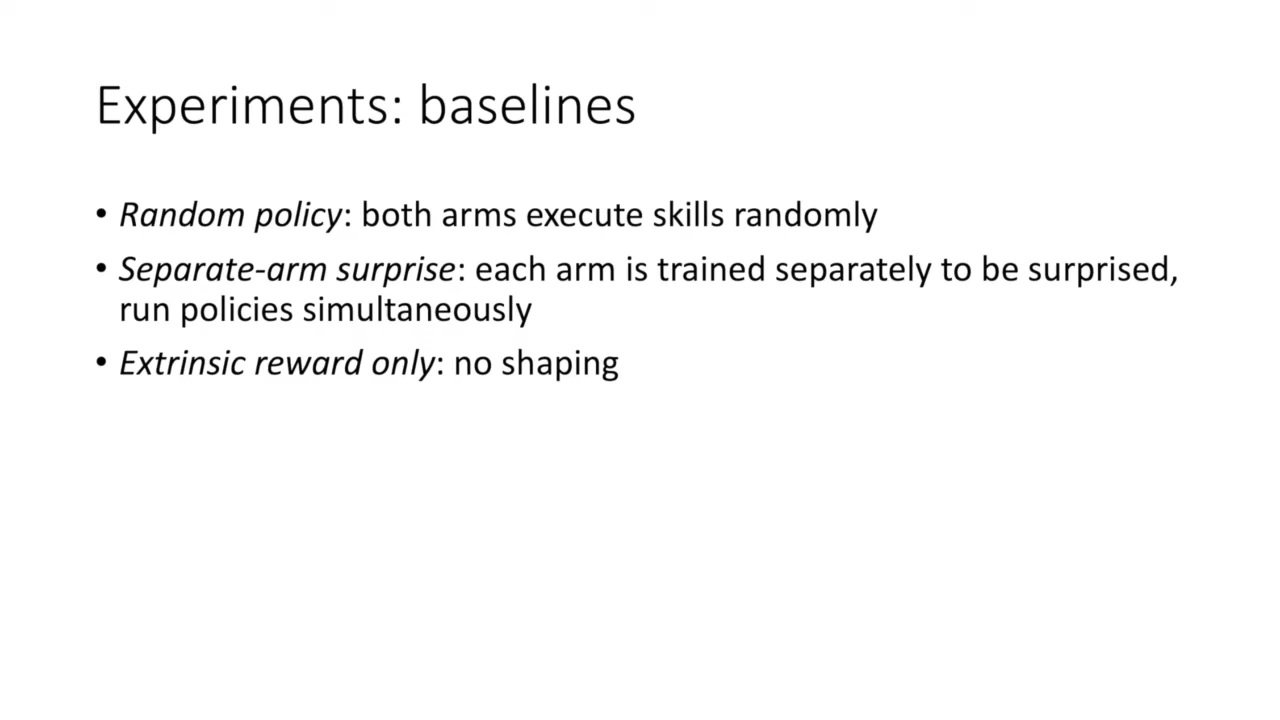 Experiments: baselines
• Random policy: both arms execute skills randomly
• Separate-arm surprise: each arm is trained separately to be surprised,
run policies simultaneously
• Extrinsic reward only: no shaping